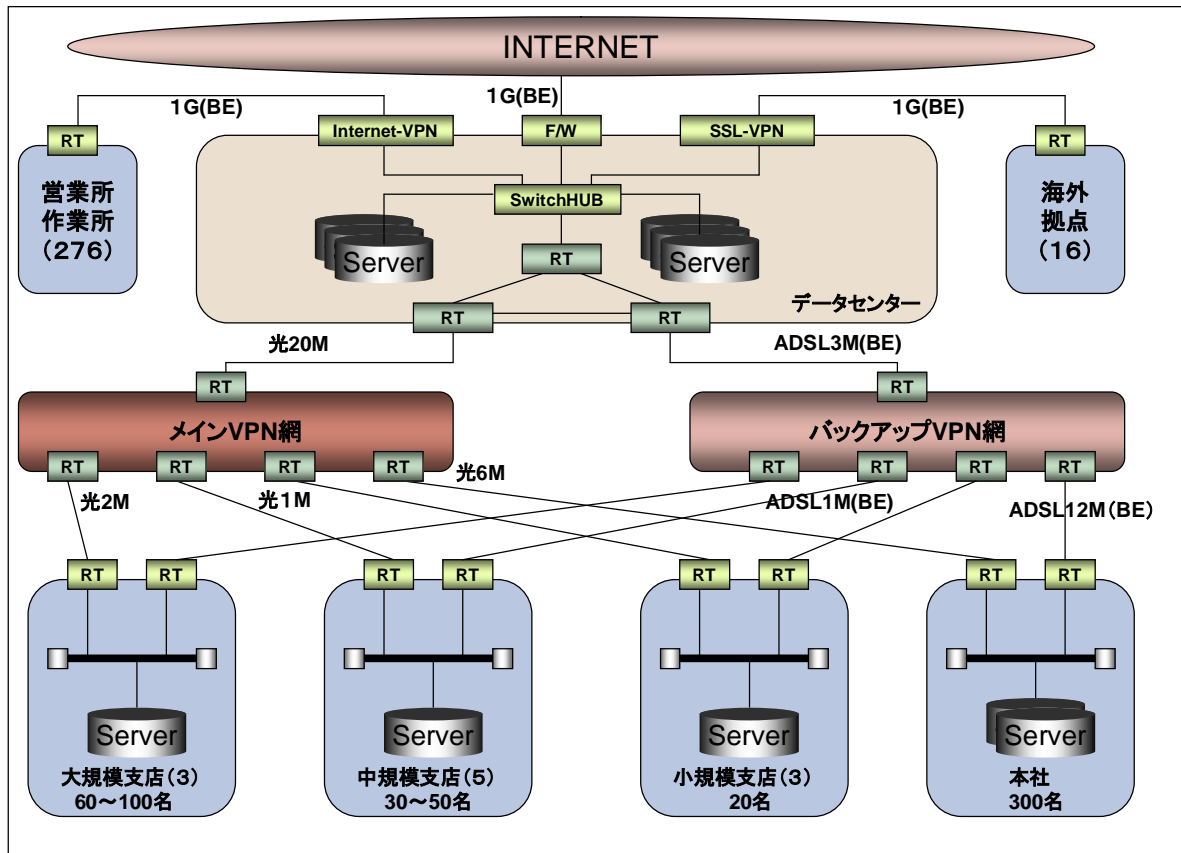 INTERNET
1G(BE)
1G(BE)
1G(BE)
RT
Internet-VPN
F/W
SSL-VPN
RT
営業所
作業所
(276)
SwitchHUB
海外
拠点
(16)
Server
RT
Server
データセンター
RT
RT
光20M
ADSL3M(BE)
RT
RT
メインVPN網
バックアップVPN網
RT
RT
RT
RT
RT
RT
RT
RT
光2M
光1M
光6M
ADSL1M(BE)
ADSL12M(BE)
RT
RT
RT
RT
RT
RT
RT
RT
Server
Server
Server
Server
大規模支店(3)
60～100名
中規模支店(5)
30～50名
小規模支店(3)
20名
本社
300名